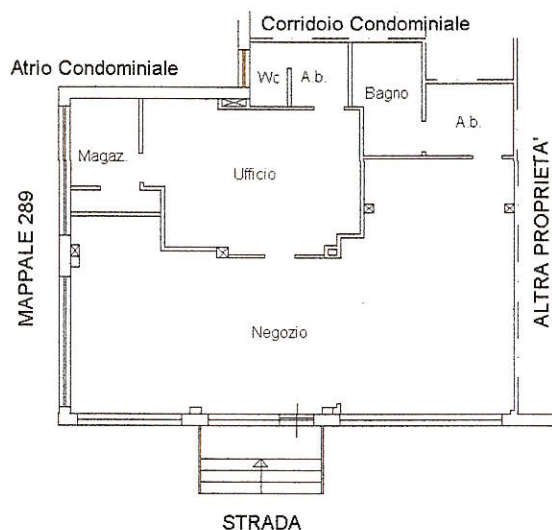 Corridoio Condominiale
Atrio Condominiale
Wc
A.b.
Bagno
A.b.
Magaz.
Ufficio
MAPPALE 289
ALTRA PROPRIETA'
Negozio
STRADA